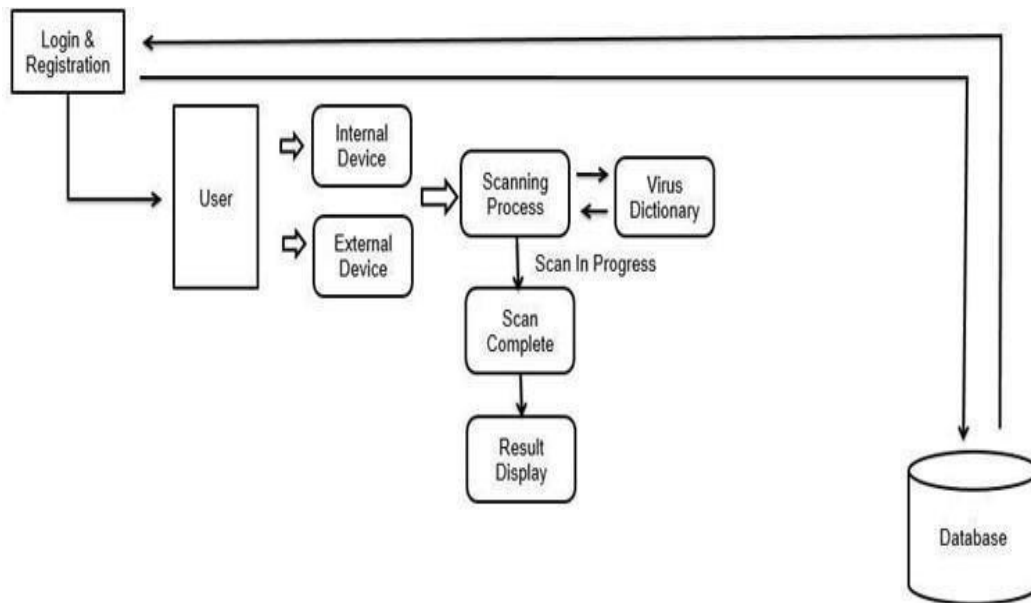 Login &
Registration
User
Internal
Device
External
Device
Scanning
Process
Virus
Dictionary
Scan In Progress
Scan
Complete
Result
Display
Database